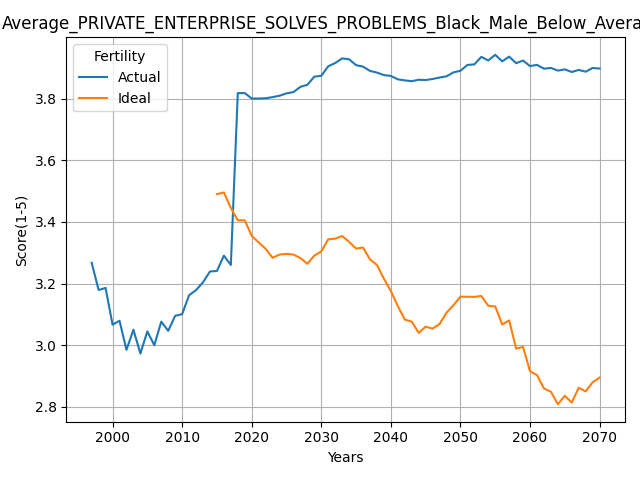 Average_PRIVATE_ENTERPRISE_SOLVES_PROBLEMS_Black_Male_Below_Avera
Fertility
Actual
Ideal
Score(1-5)
3.8
3.6
3.4
3.2
3.0
2.8
2000 2010 2020 2030 2040 2050 2060 2070
Years